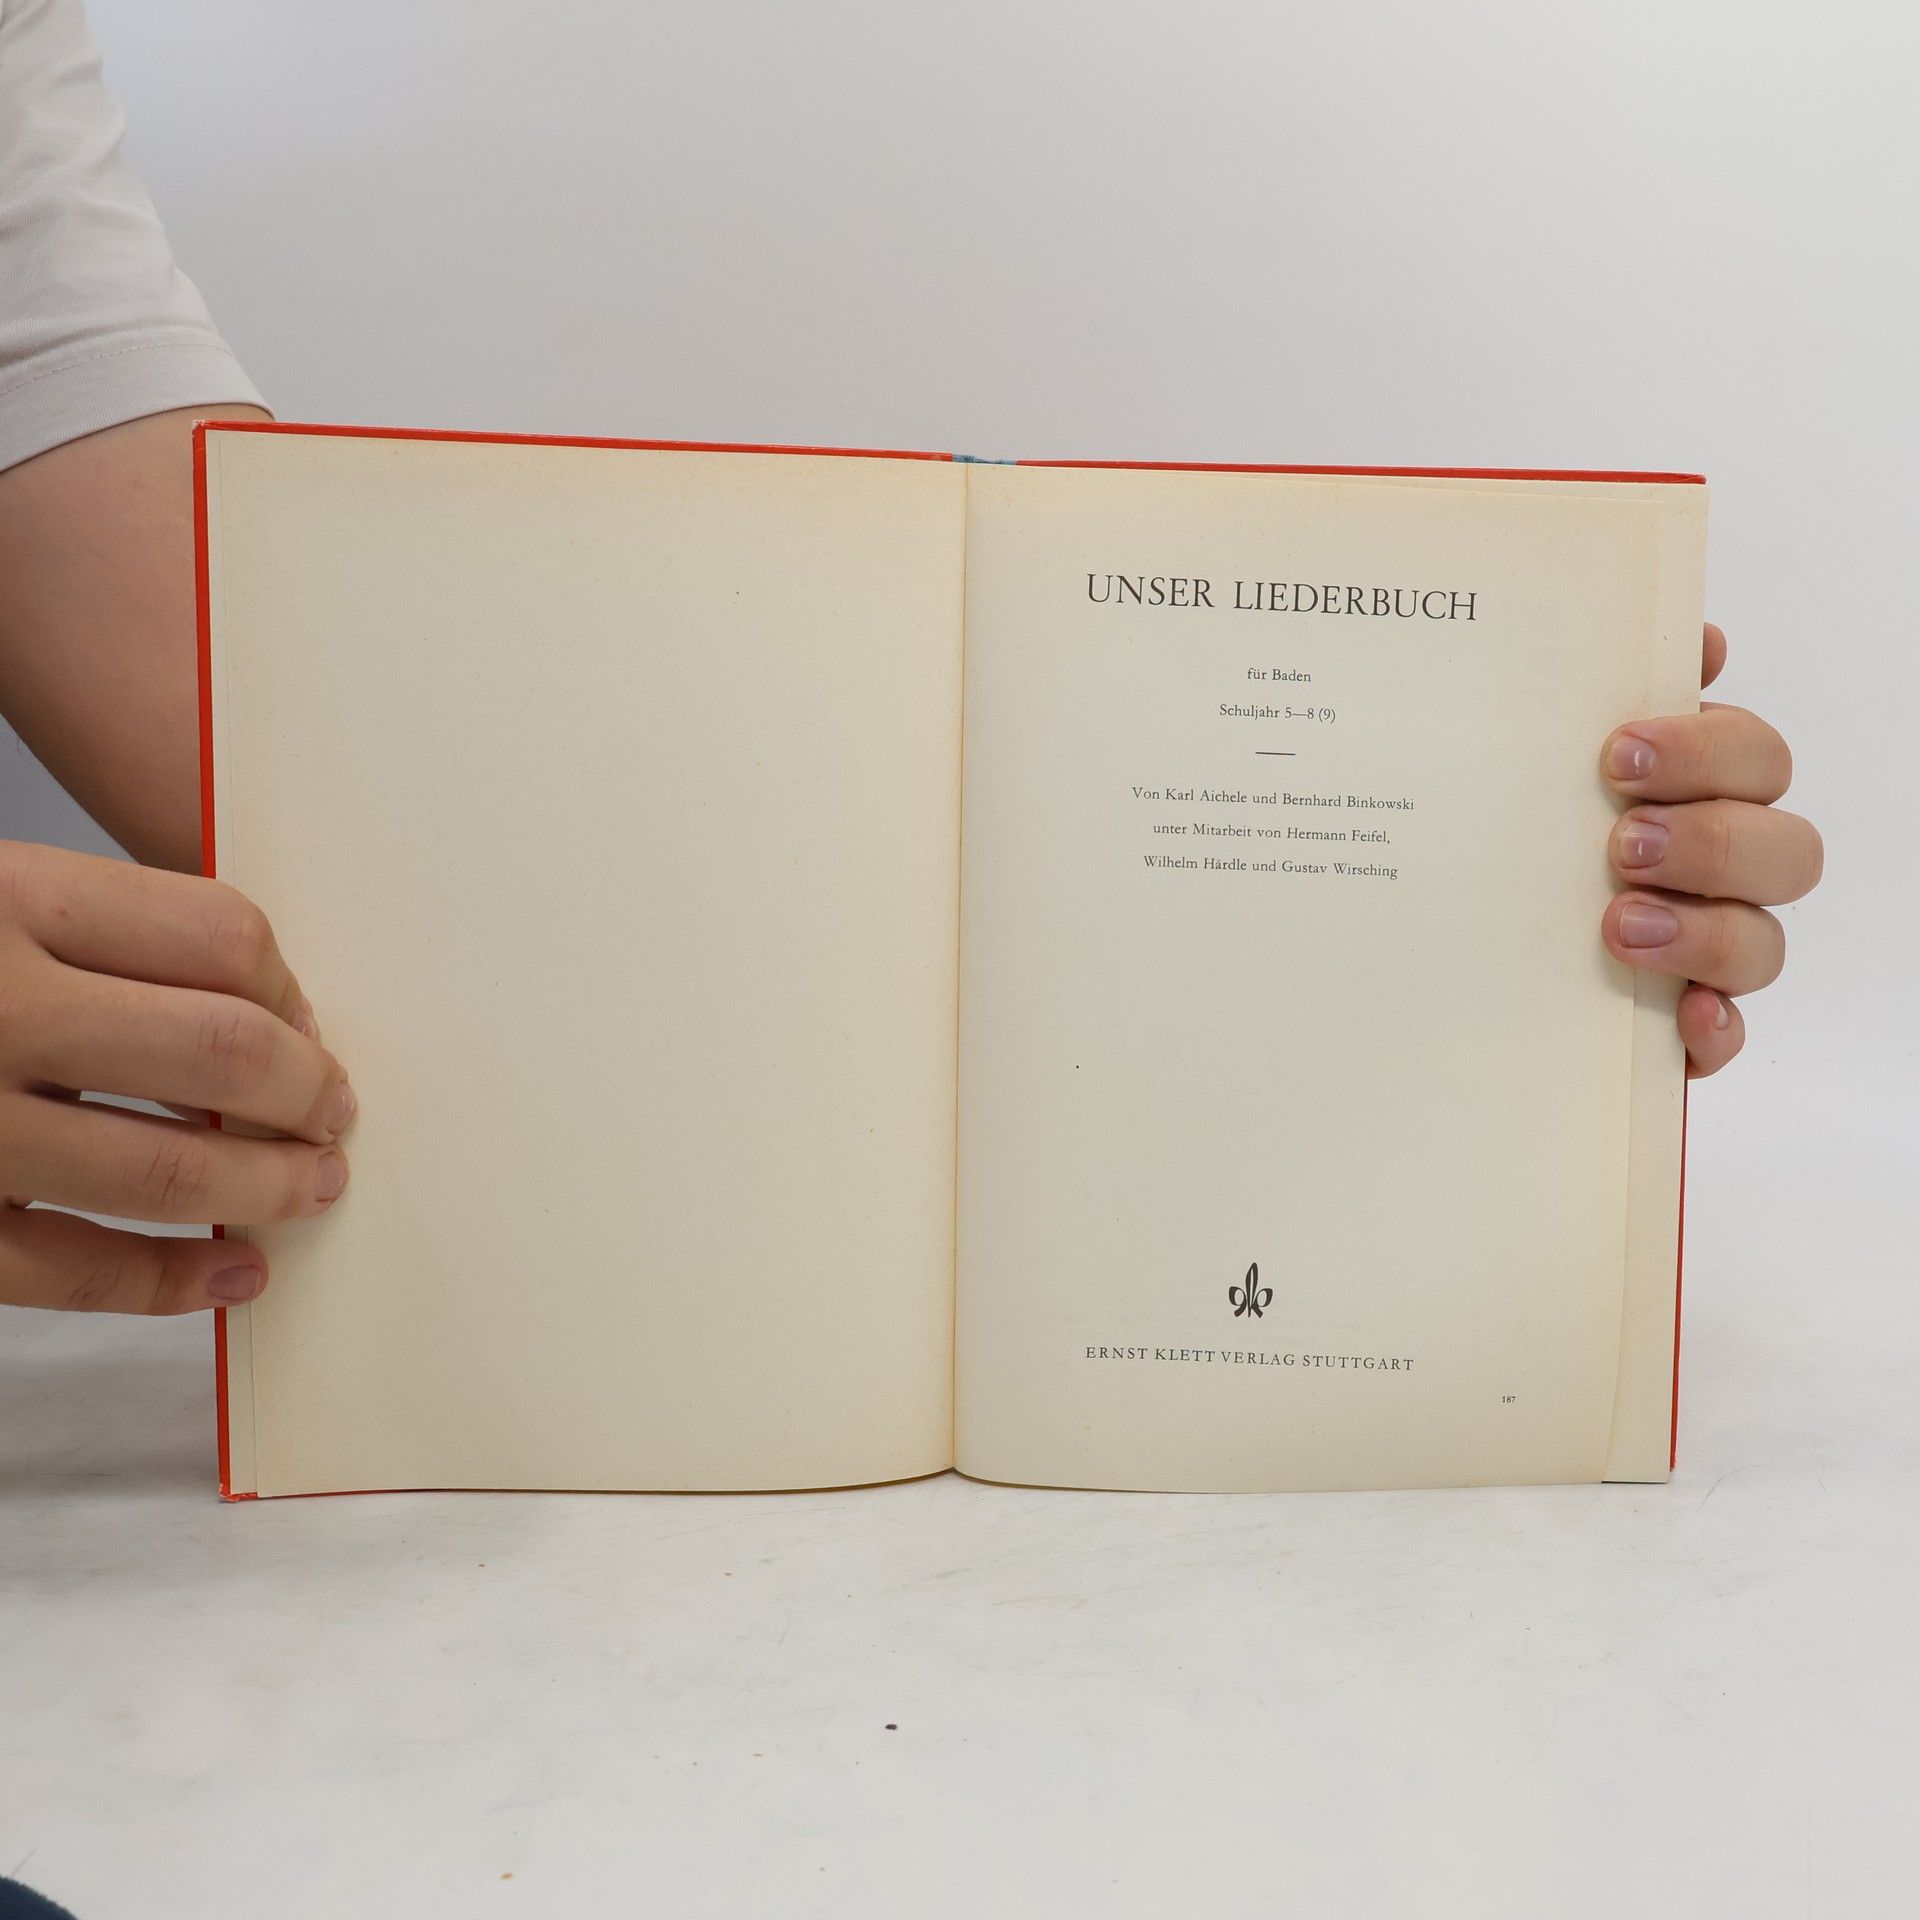 UNSER LIEDERBUCH
für Baden
Schuljahr 5—8 (9)
Von Karl Aichele und Bernhard Binkowski
unter Mitarbeit von Hermann Feifel,
Wilhelm Härdle und Gustav Wirsching
ERNST KLETT VERLAG STUTTGART
187